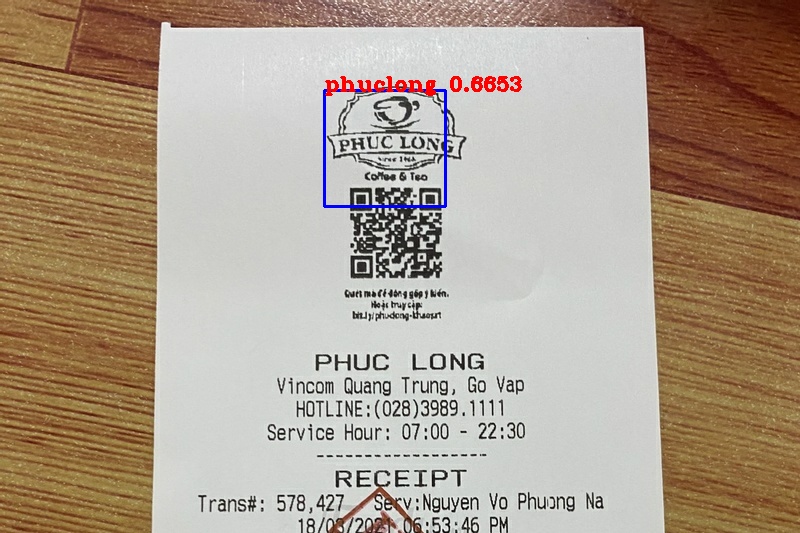 phuclong 0.6653
PHUC LONG
Since 1968
Coffee & Tea
Quét mã để đóng góp ý kiến.
Hoặc truy cập:
bit.ly/phuclong-khaosat
PHUC LONG
Vincom Quang Trung, Go Vap
HOTLINE:(028)3989.1111
Service Hour: 07:00 - 22:30
--------------------
RECEIPT
Trans#: 578,427 Serv:Nguyen Vo Phuong Na
18/03/2021 06:53:46 PM